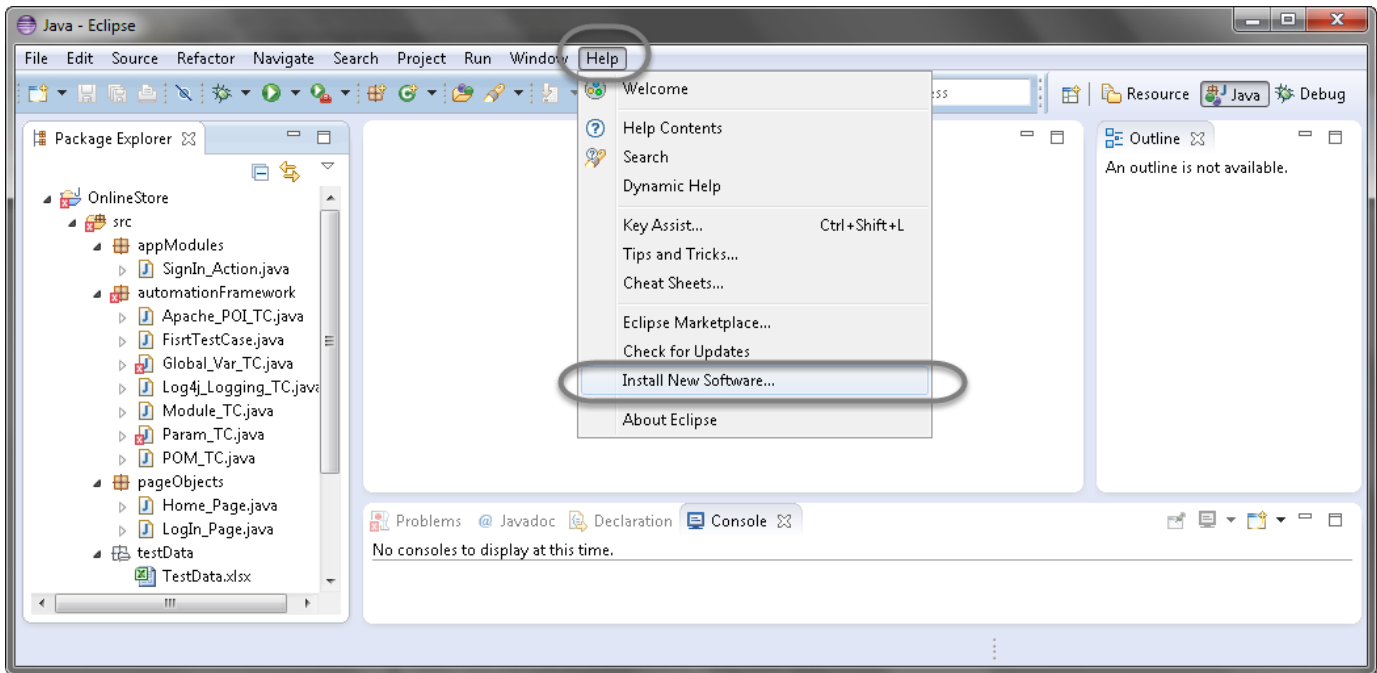 Java - Eclipse
File Edit Source Refactor Navigate Search Project Run Window Help
Resource Java Debug
Package Explorer
OnlineStore
src
appModules
SignIn_Action.java
automationFramework
Apache_POI_TC.java
FisrtTestCase.java
Global_Var_TC.java
Log4j_Logging_TC.java
Module_TC.java
Param_TC.java
POM_TC.java
pageObjects
Home_Page.java
LogIn_Page.java
testData
TestData.xlsx
Welcome
Help Contents
Search
Dynamic Help
Key Assist... Ctrl+Shift+L
Tips and Tricks...
Cheat Sheets...
Eclipse Marketplace...
Check for Updates
Install New Software...
About Eclipse
Outline
An outline is not available.
Problems @ Javadoc Declaration Console
No consoles to display at this time.